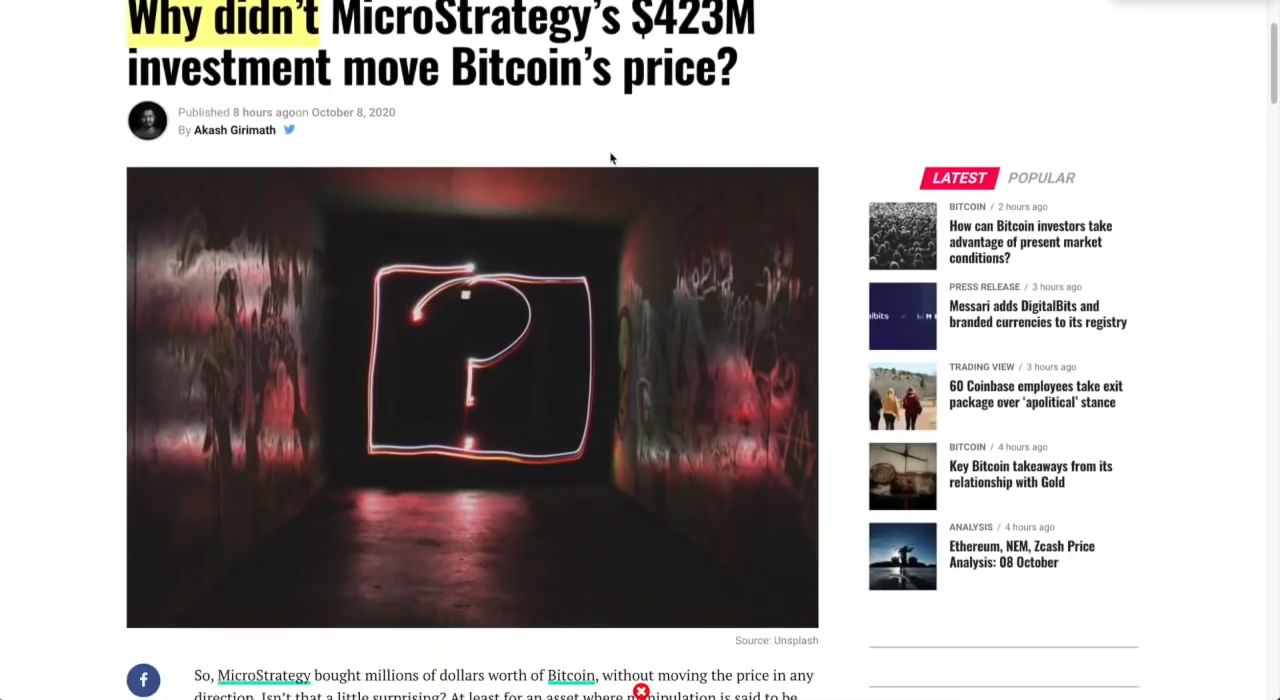 Why didn't MicroStrategy's $423M
investment move Bitcoin's price?
Published 8 hours agoon October 8, 2020
By Akash Girimath
LATEST POPULAR
BITCOIN / 2 hours ago
How can Bitcoin investors take
advantage of present market
conditions?
PRESS RELEASE / 3 hours ago
Messari adds DigitalBits and
branded currencies to its registry
TRADING VIEW / 3 hours ago
60 Coinbase employees take exit
package over ‘apolitical’ stance
BITCOIN / 4 hours ago
Key Bitcoin takeaways from its
relationship with Gold
ANALYSIS / 4 hours ago
Ethereum, NEM, Zcash Price
Analysis: 08 October
Source: Unsplash
So, MicroStrategy bought millions of dollars worth of Bitcoin, without moving the price in any
direction. Isn't that a little surprising? At least for an asset where manipulation is said to be